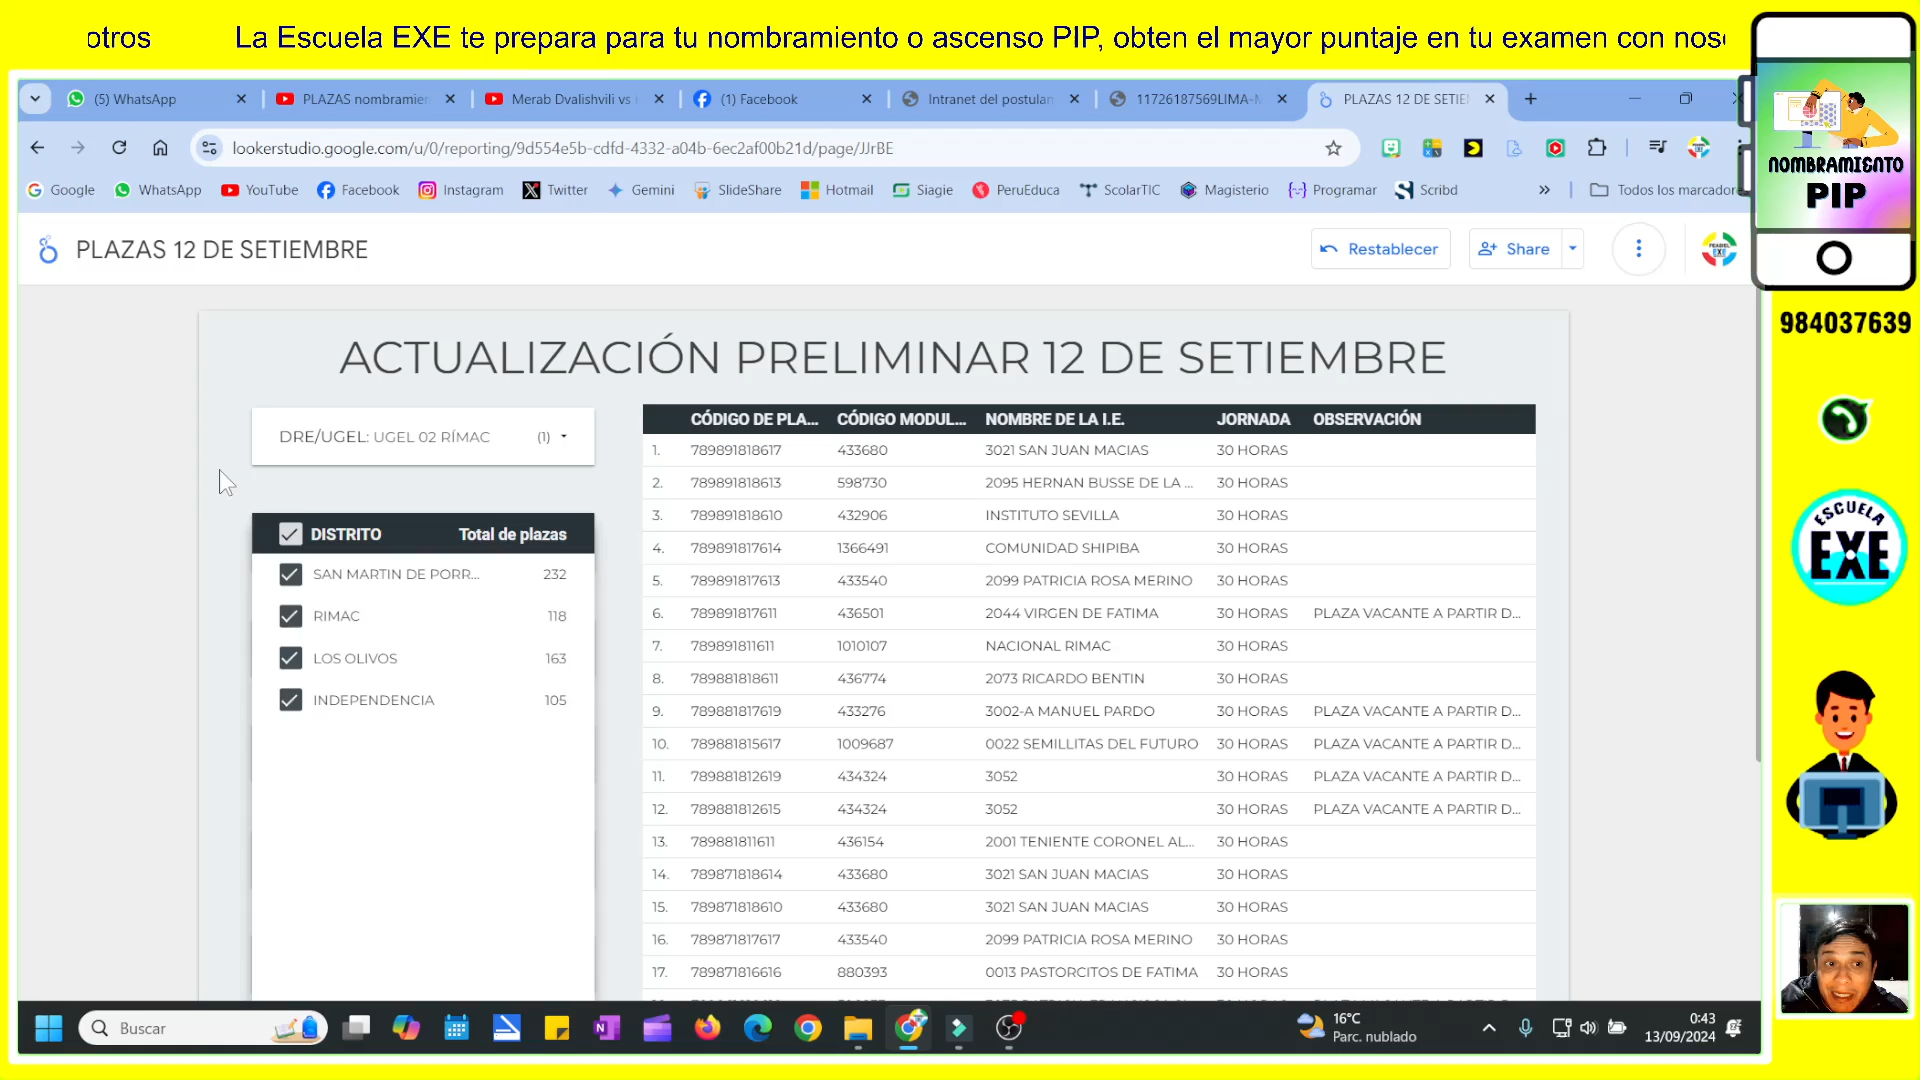 otros La Escuela EXE te prepara para tu nombramiento o ascenso PIP, obten el mayor puntaje en tu examen con nos
(5) WhatsApp
PLAZAS nombramien
Merab Dvalishvili vs
(1) Facebook
Intranet del postulan
11726187569LIMA-M
PLAZAS 12 DE SETIEM
lookerstudio.google.com/u/0/reporting/9d554e5b-cdfd-4332-a04b-6ec2af00b21d/page/JJrBE
Google WhatsApp YouTube Facebook Instagram Twitter Gemini SlideShare Hotmail Siagie PeruEduca ScolarTIC Magisterio Programar Scribd » Todos los marcadores
NOMBRAMIENTO
PIP
984037639
ESCUELA
EXE
PLAZAS 12 DE SETIEMBRE
Restablecer
Share
ACTUALIZACIÓN PRELIMINAR 12 DE SETIEMBRE
DRE/UGEL: UGEL 02 RÍMAC (1)
DISTRITO Total de plazas
SAN MARTIN DE PORR... 232
RIMAC 118
LOS OLIVOS 163
INDEPENDENCIA 105
CÓDIGO DE PLA... CÓDIGO MODUL... NOMBRE DE LA I.E. JORNADA OBSERVACIÓN
1. 789891818617 433680 3021 SAN JUAN MACIAS 30 HORAS
2. 789891818613 598730 2095 HERNAN BUSSE DE LA ... 30 HORAS
3. 789891818610 432906 INSTITUTO SEVILLA 30 HORAS
4. 789891817614 1366491 COMUNIDAD SHIPIBA 30 HORAS
5. 789891817613 433540 2099 PATRICIA ROSA MERINO 30 HORAS
6. 789891817611 436501 2044 VIRGEN DE FATIMA 30 HORAS PLAZA VACANTE A PARTIR D...
7. 789891811611 1010107 NACIONAL RIMAC 30 HORAS
8. 789881818611 436774 2073 RICARDO BENTIN 30 HORAS
9. 789881817619 433276 3002-A MANUEL PARDO 30 HORAS PLAZA VACANTE A PARTIR D...
10. 789881815617 1009687 0022 SEMILLITAS DEL FUTURO 30 HORAS PLAZA VACANTE A PARTIR D...
11. 789881812619 434324 3052 30 HORAS PLAZA VACANTE A PARTIR D...
12. 789881812615 434324 3052 30 HORAS PLAZA VACANTE A PARTIR D...
13. 789881811611 436154 2001 TENIENTE CORONEL AL... 30 HORAS
14. 789871818614 433680 3021 SAN JUAN MACIAS 30 HORAS
15. 789871818610 433680 3021 SAN JUAN MACIAS 30 HORAS
16. 789871817617 433540 2099 PATRICIA ROSA MERINO 30 HORAS
17. 789871816616 880393 0013 PASTORCITOS DE FATIMA 30 HORAS
Buscar
16°C
Parc. nublado
0:43
13/09/2024